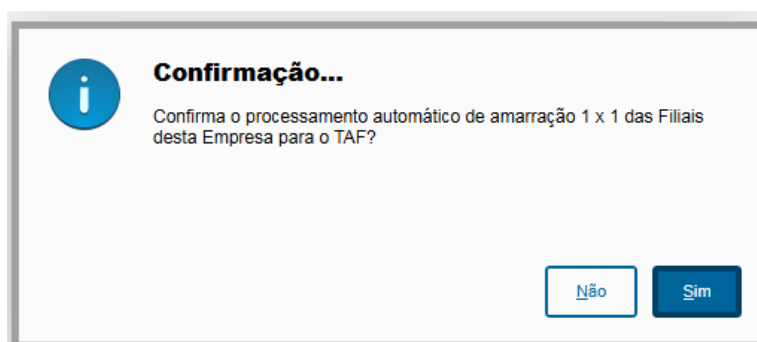 Confirmação...
Confirma o processamento automático de amarração 1 x 1 das Filiais
desta Empresa para o TAF?
Não
Sim